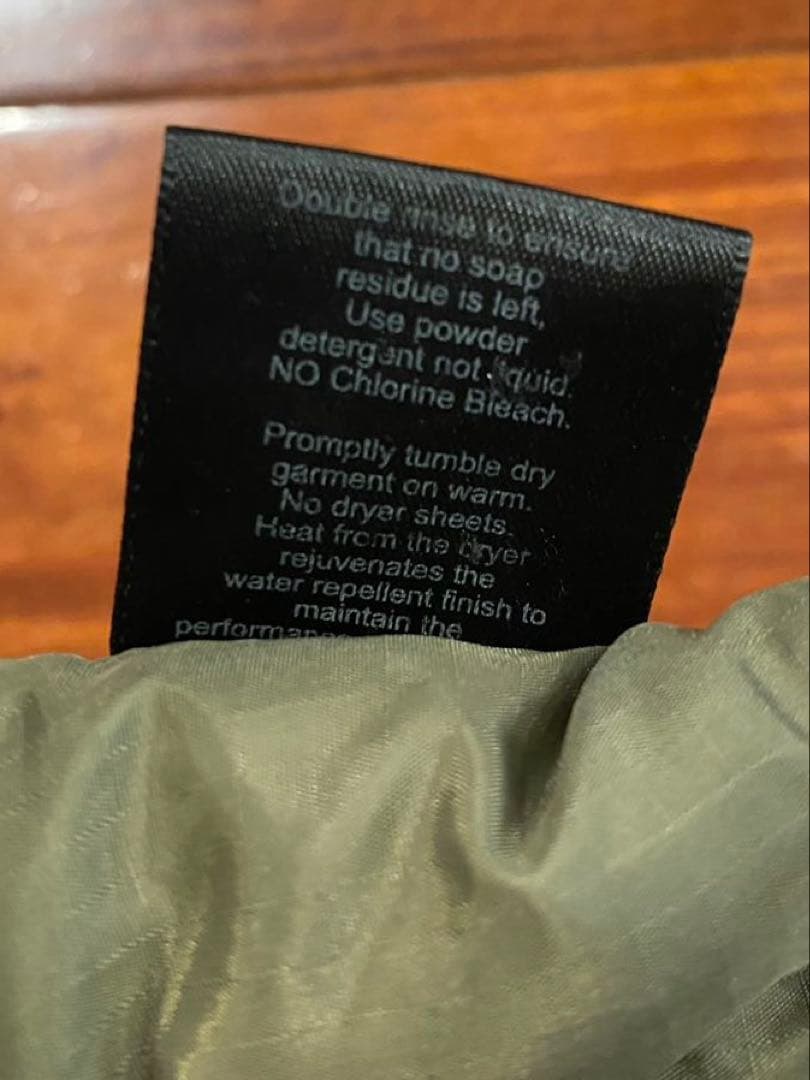 Double rinse to ensure
that no soap
residue is left,
Use powder
detergent not liquid.
NO Chlorine Bleach.
Promptly tumble dry
garment on warm.
No dryer sheets.
Heat from the dryer
rejuvenates the
water repellent finish to
maintain the